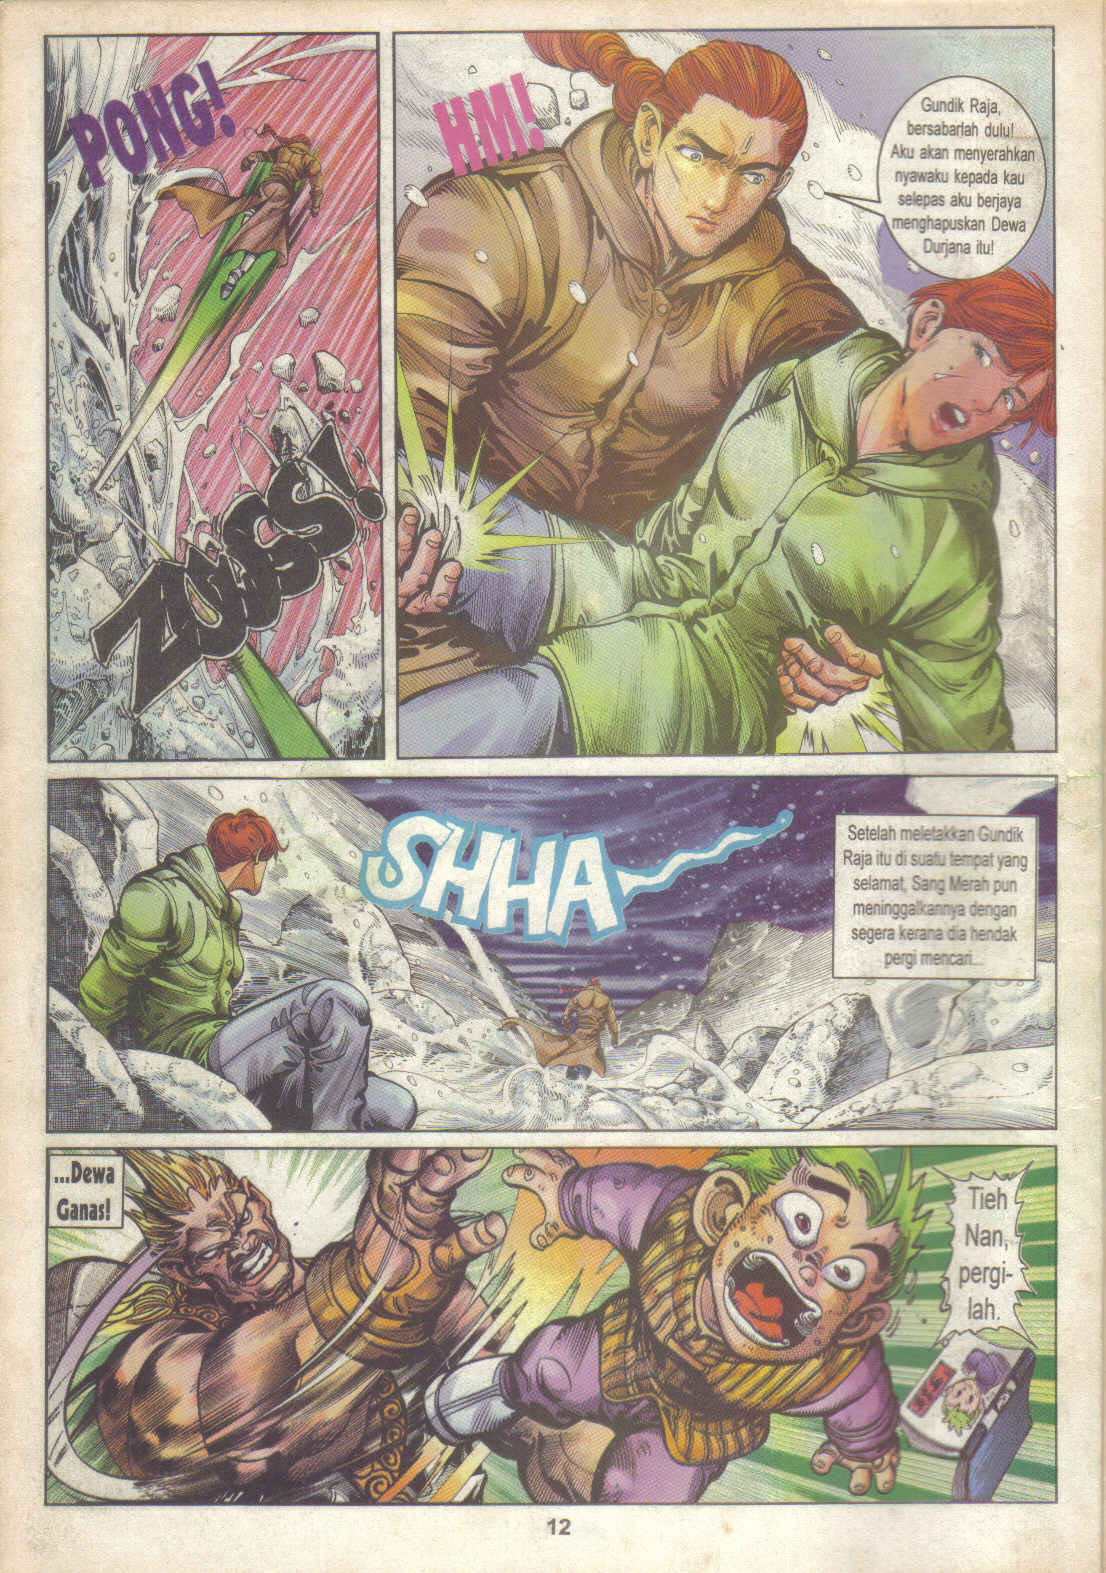 PONG!
ZOSSS!
HM!
Gundik Raja,
bersabarlah dulu!
Aku akan menyerahkan
nyawaku kepada kau
selepas aku berjaya
menghapuskan Dewa
Durjana itu!
SHHA
Setelah meletakkan Gundik
Raja itu di suatu tempat yang
selamat, Sang Merah pun
meninggalkannya dengan
segera kerana dia hendak
pergi mencari...
...Dewa
Ganas!
Tieh
Nan,
pergi-
lah.
12